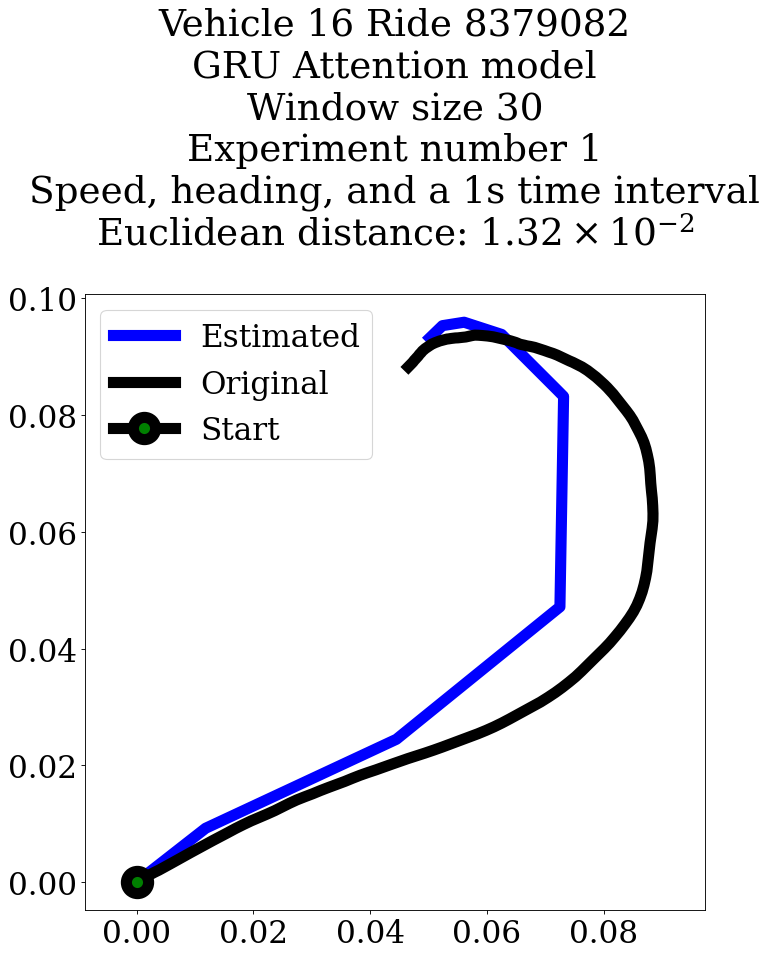 Vehicle 16 Ride 8379082
GRU Attention model
Window size 30
Experiment number 1
Speed, heading, and a 1s time interval
Euclidean distance: 1.32 × 10⁻²
0.10
0.08
0.06
0.04
0.02
0.00
Estimated
Original
Start
0.00 0.02 0.04 0.06 0.08